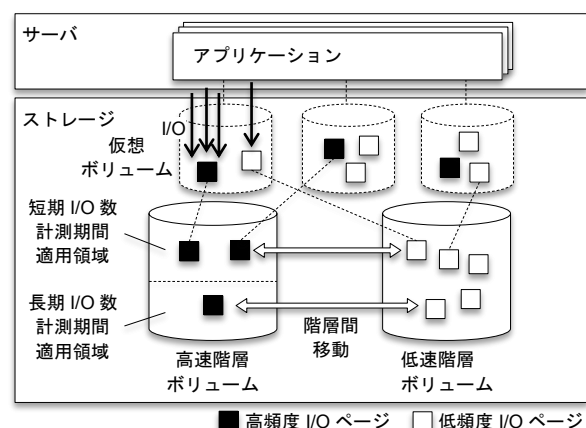 サーバ
アプリケーション
ストレージ
I/O
仮想
ボリューム
短期 I/O 数
計測期間
適用領域
長期 I/O 数
計測期間
適用領域
階層間
移動
高速階層
ボリューム
低速階層
ボリューム
高頻度 I/O ページ
低頻度 I/O ページ